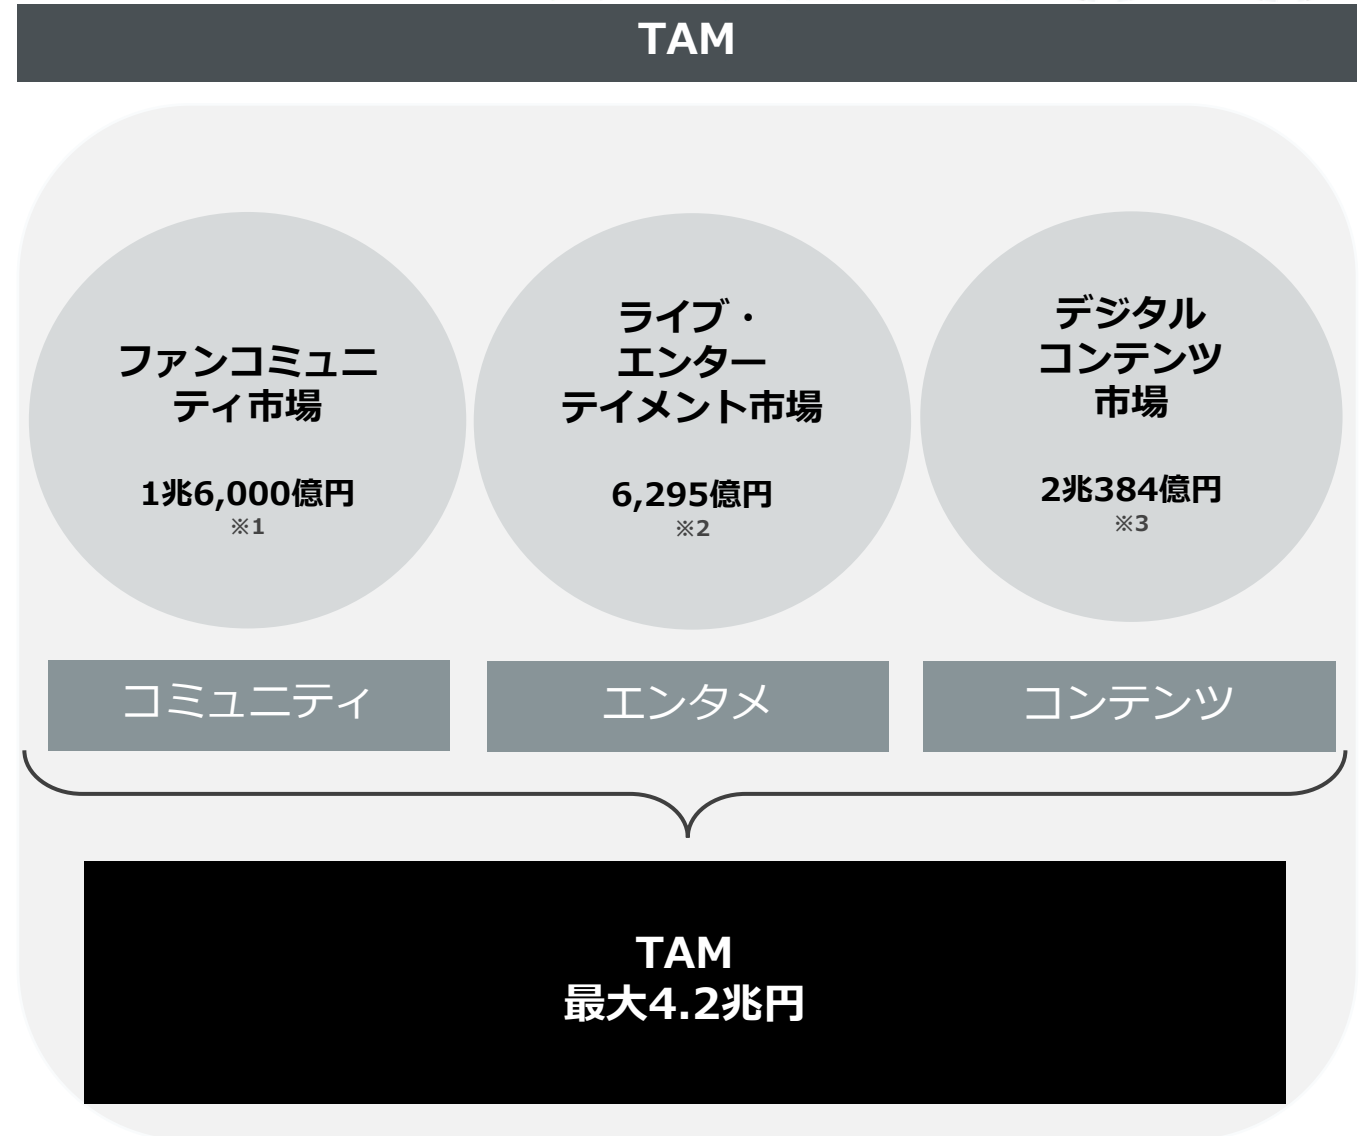 TAM
ファンコミュニ
ティ市場
1兆6,000億円
※1
ライブ・
エンター
テイメント市場
6,295億円
※2
デジタル
コンテンツ
市場
2兆384億円
※3
コミュニティ
エンタメ
コンテンツ
TAM
最大4.2兆円